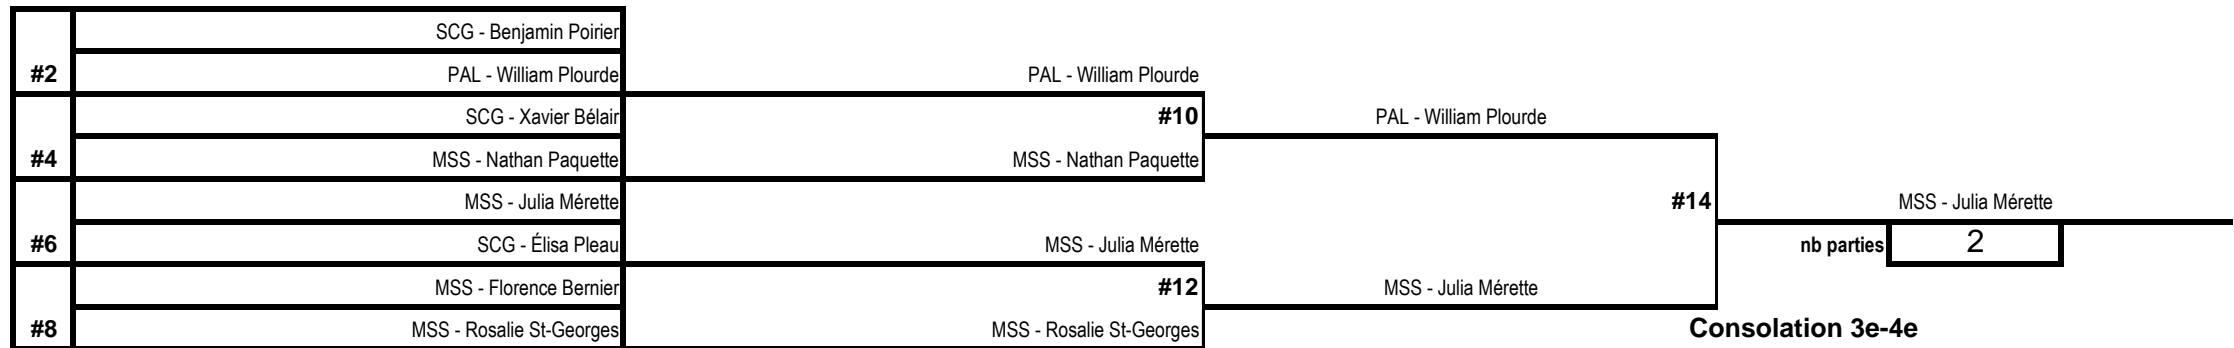 SCG - Benjamin Poirier
#2 PAL - William Plourde PAL - William Plourde
SCG - Xavier Bélair #10 PAL - William Plourde
#4 MSS - Nathan Paquette MSS - Nathan Paquette
MSS - Julia Mérette #14 MSS - Julia Mérette
#6 SCG - Élisa Pleau MSS - Julia Mérette nb parties 2
MSS - Florence Bernier #12 MSS - Julia Mérette
#8 MSS - Rosalie St-Georges MSS - Rosalie St-Georges Consolation 3e-4e